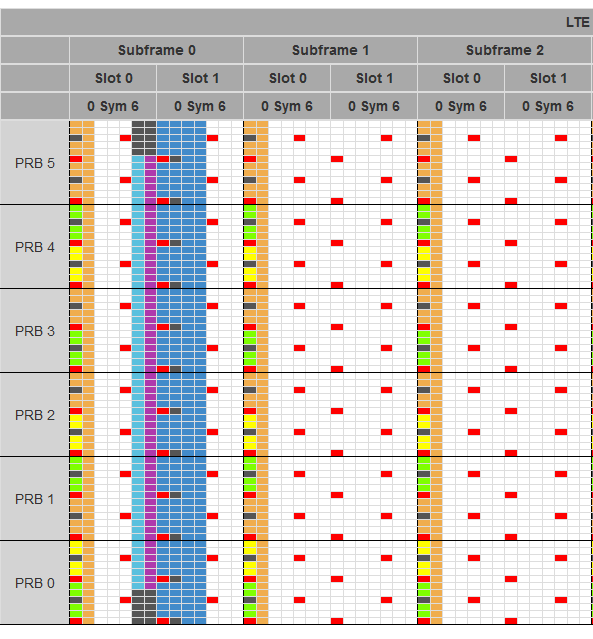 LTE
Subframe 0 Subframe 1 Subframe 2
Slot 0 Slot 1 Slot 0 Slot 1 Slot 0 Slot 1
0 Sym 6 0 Sym 6 0 Sym 6 0 Sym 6 0 Sym 6 0 Sym 6
PRB 5
PRB 4
PRB 3
PRB 2
PRB 1
PRB 0